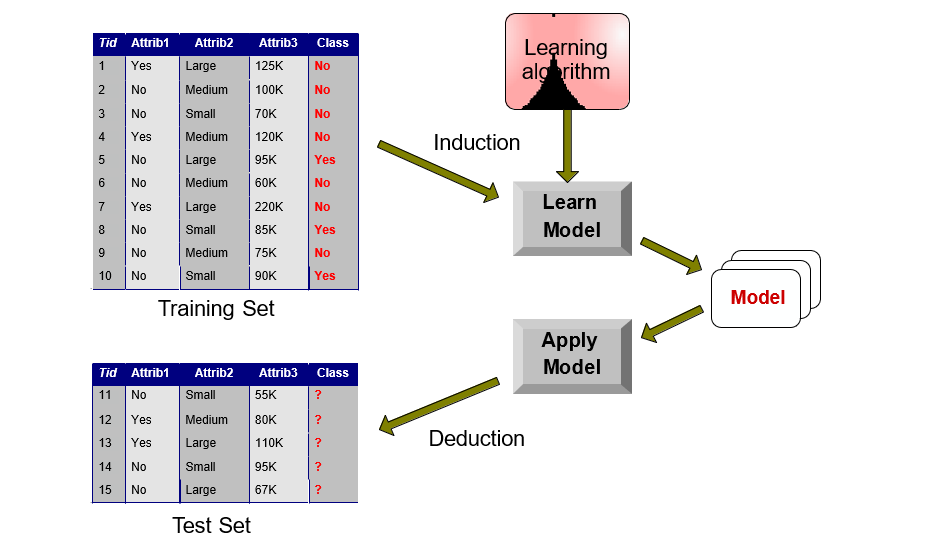 Tid Attrib1 Attrib2 Attrib3 Class
1 Yes Large 125K No
2 No Medium 100K No
3 No Small 70K No
4 Yes Medium 120K No
5 No Large 95K Yes
6 No Medium 60K No
7 Yes Large 220K No
8 No Small 85K Yes
9 No Medium 75K No
10 No Small 90K Yes
Training Set
Learning
algorithm
Induction
Learn
Model
Model
Apply
Model
Deduction
Tid Attrib1 Attrib2 Attrib3 Class
11 No Small 55K ?
12 Yes Medium 80K ?
13 Yes Large 110K ?
14 No Small 95K ?
15 No Large 67K ?
Test Set